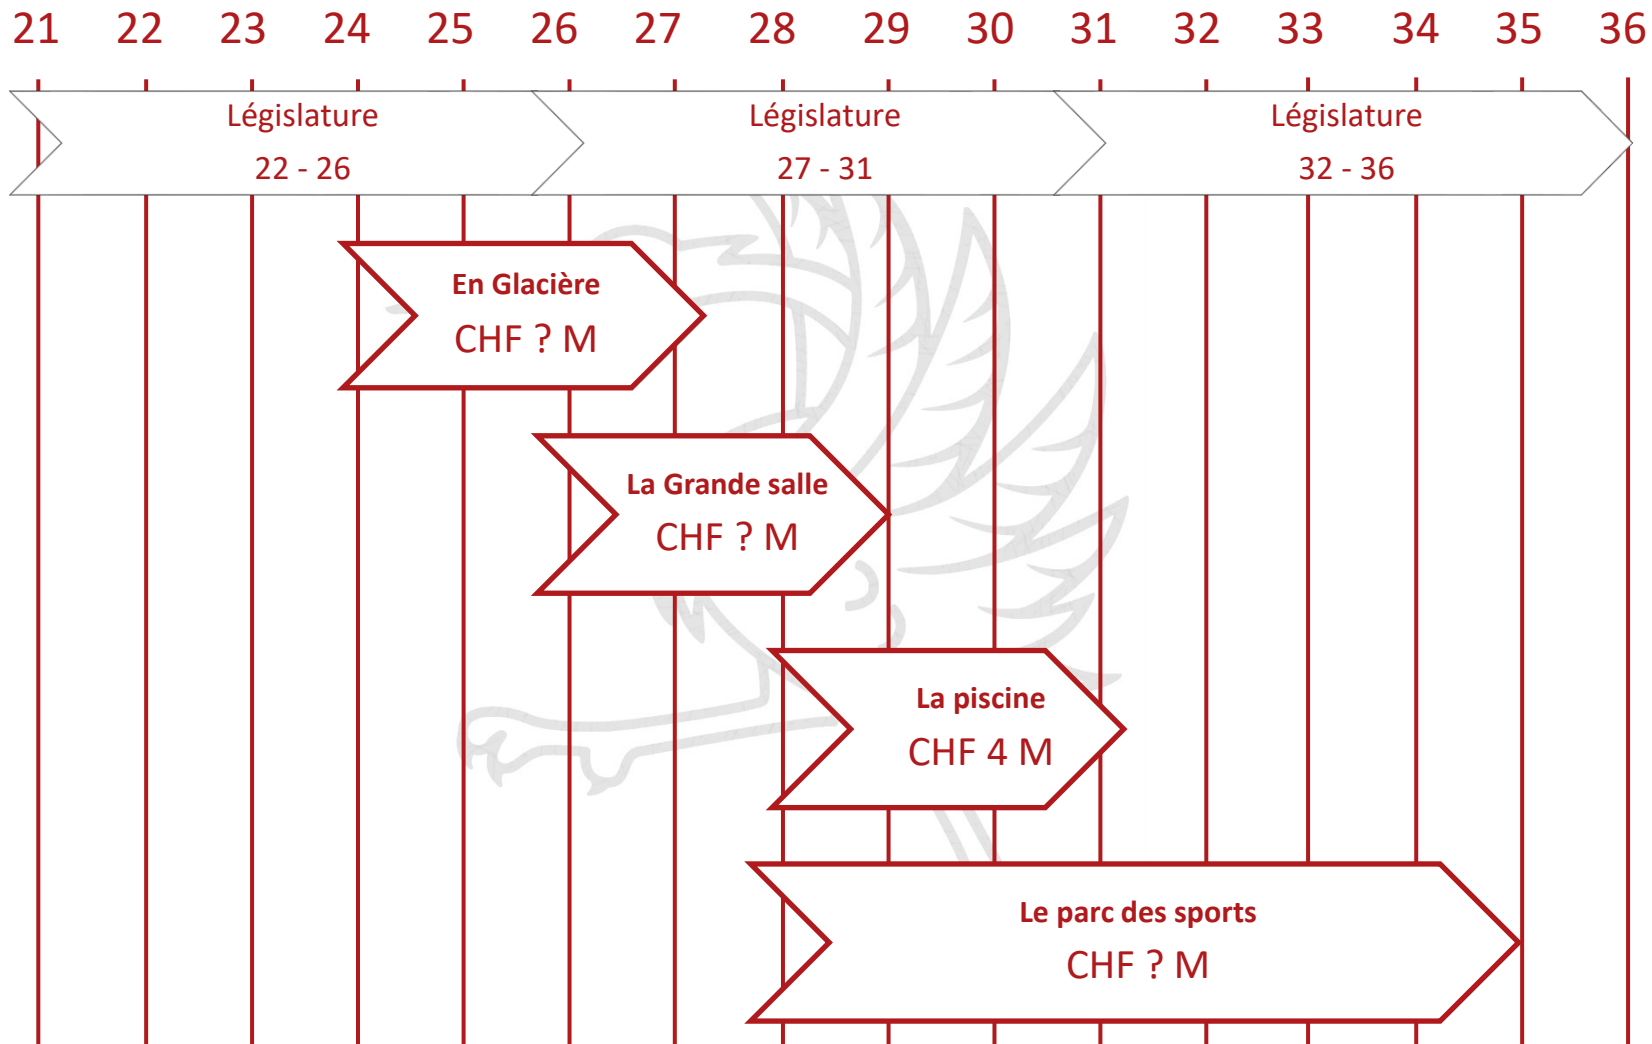 21 22 23 24 25 26 27 28 29 30 31 32 33 34 35 36
Législature
22 - 26
Législature
27 - 31
Législature
32 - 36
En Glacière
CHF ? M
La Grande salle
CHF ? M
La piscine
CHF 4 M
Le parc des sports
CHF ? M